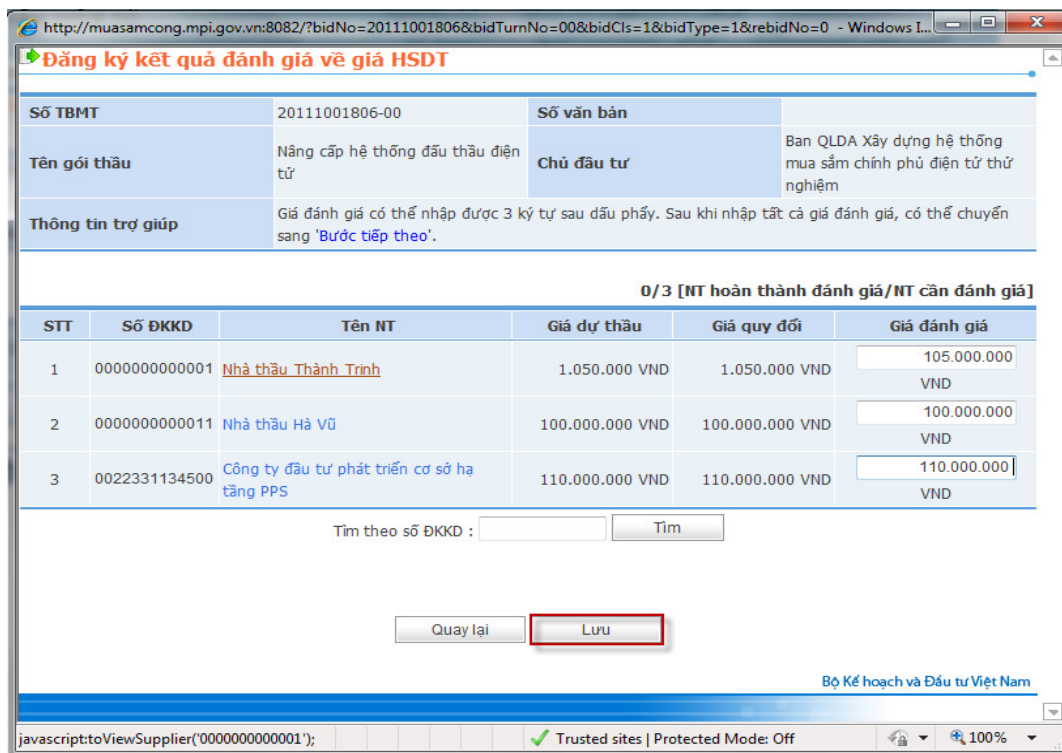 http://muasamcong.mpi.gov.vn:8082/?bidNo=20111001806&bidTurnNo=00&bidCls=1&bidType=1&rebidNo=0 - Windows I...
Đăng ký kết quả đánh giá về giá HSDT
Số TBMT 20111001806-00 Số văn bản
Tên gói thầu Nâng cấp hệ thống đấu thầu điện tử Chủ đầu tư Ban QLDA Xây dựng hệ thống mua sắm chính phủ điện tử thử nghiệm
Thông tin trợ giúp Giá đánh giá có thể nhập được 3 ký tự sau dấu phẩy. Sau khi nhập tất cả giá đánh giá, có thể chuyển
sang 'Bước tiếp theo'.
0/3 [NT hoàn thành đánh giá/NT cần đánh giá]
STT Số ĐKKD Tên NT Giá dự thầu Giá quy đổi Giá đánh giá
1 0000000000001 Nhà thầu Thành Trinh 1.050.000 VND 1.050.000 VND 105.000.000 VND
2 0000000000011 Nhà thầu Hà Vũ 100.000.000 VND 100.000.000 VND 100.000.000 VND
3 0022331134500 Công ty đầu tư phát triển cơ sở hạ tầng PPS 110.000.000 VND 110.000.000 VND 110.000.000 VND
Tìm theo số ĐKKD : Tìm
Quay lại Lưu
Bộ Kế hoạch và Đầu tư Việt Nam
javascript:toViewSupplier('0000000000001'); Trusted sites | Protected Mode: Off 100%